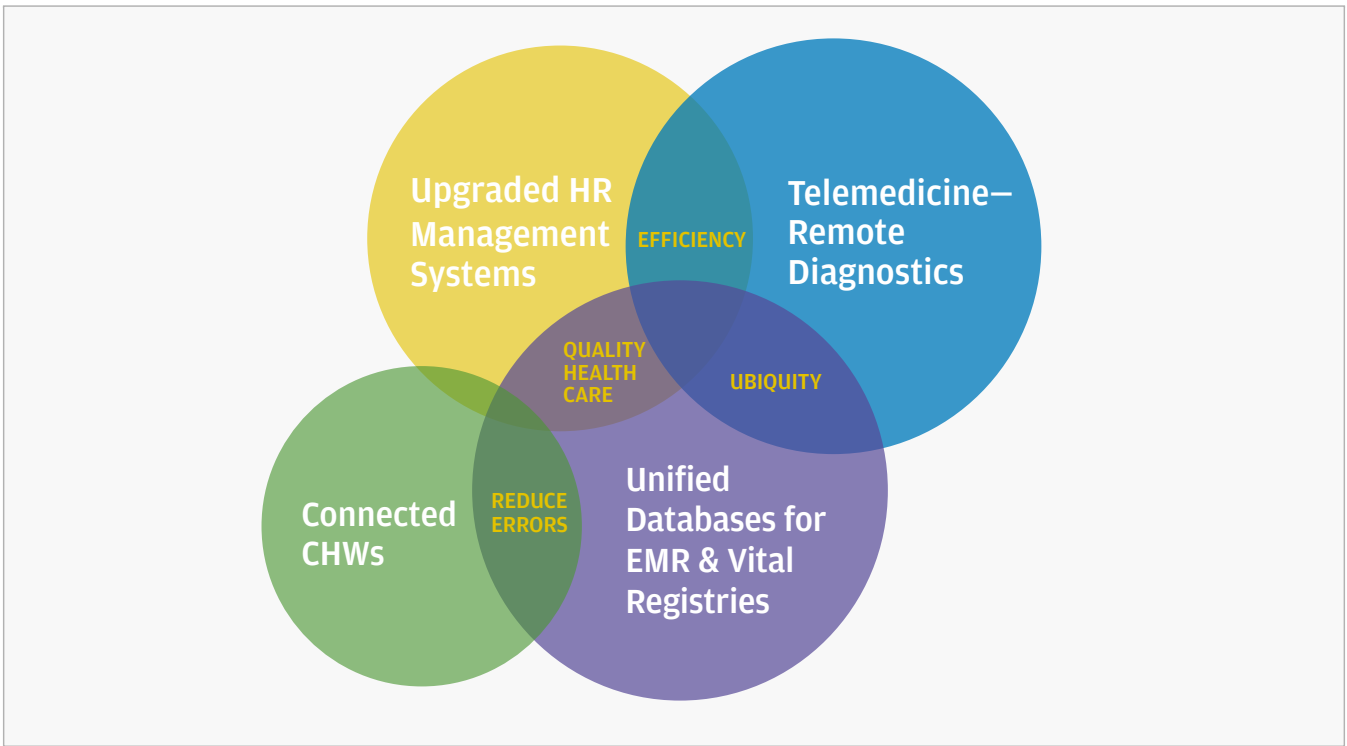 Upgraded HR
Management
Systems
Telemedicine—
Remote
Diagnostics
EFFICIENCY
QUALITY
HEALTH
CARE
UBIQUITY
Connected
CHWs
REDUCE
ERRORS
Unified
Databases for
EMR & Vital
Registries